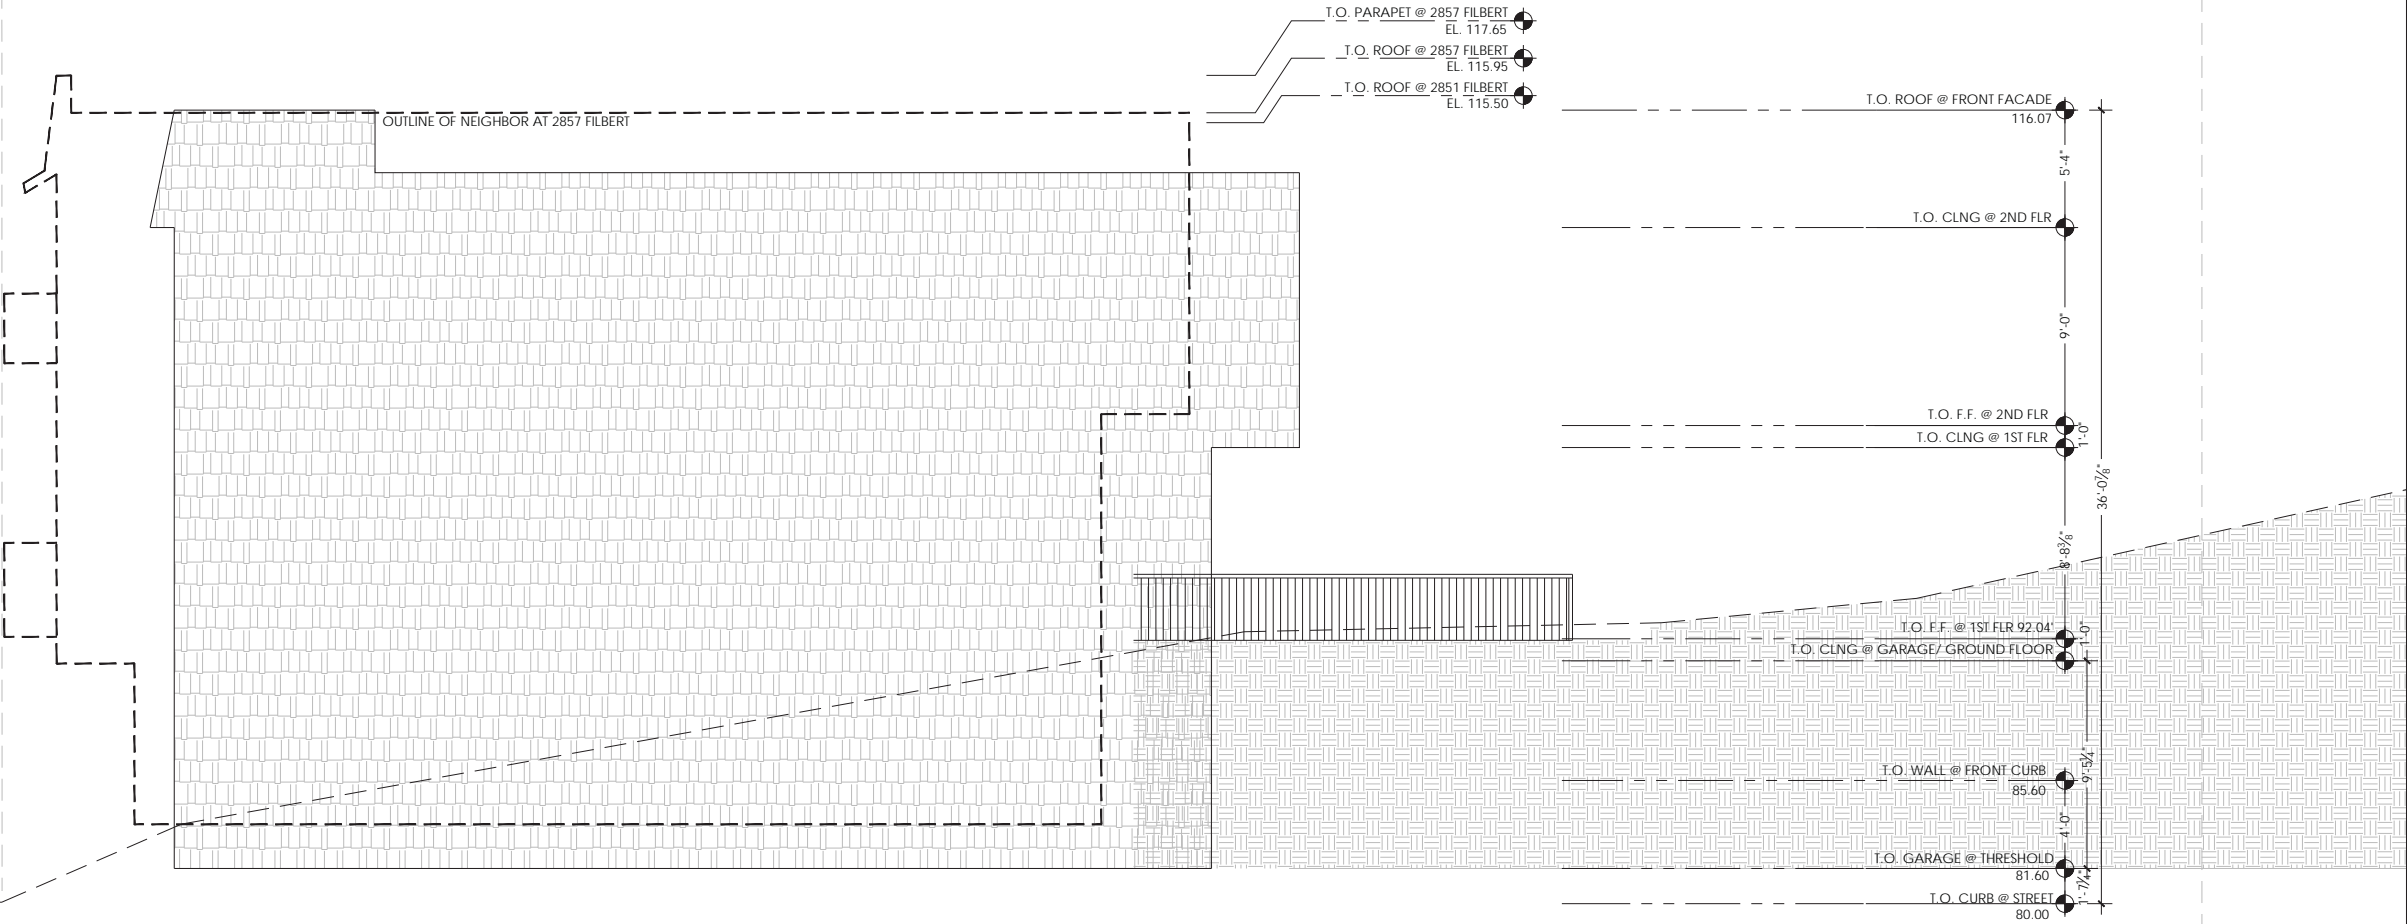 T.O. PARAPET @ 2857 FILBERT
EL. 117.65
T.O. ROOF @ 2857 FILBERT
EL. 115.95
T.O. ROOF @ 2851 FILBERT
EL. 115.50
OUTLINE OF NEIGHBOR AT 2857 FILBERT
T.O. ROOF @ FRONT FACADE
116.07
5'-4"
T.O. CLNG @ 2ND FLR
9'-0"
T.O. F.F. @ 2ND FLR
1'-0"
T.O. CLNG @ 1ST FLR
36'-0⅞"
8'-8⅜"
T.O. F.F. @ 1ST FLR 92.04'
1'-0"
T.O. CLNG @ GARAGE/ GROUND FLOOR
9'-5¼"
T.O. WALL @ FRONT CURB
85.60
4'-0"
T.O. GARAGE @ THRESHOLD
81.60
1'-7¼"
T.O. CURB @ STREET
80.00